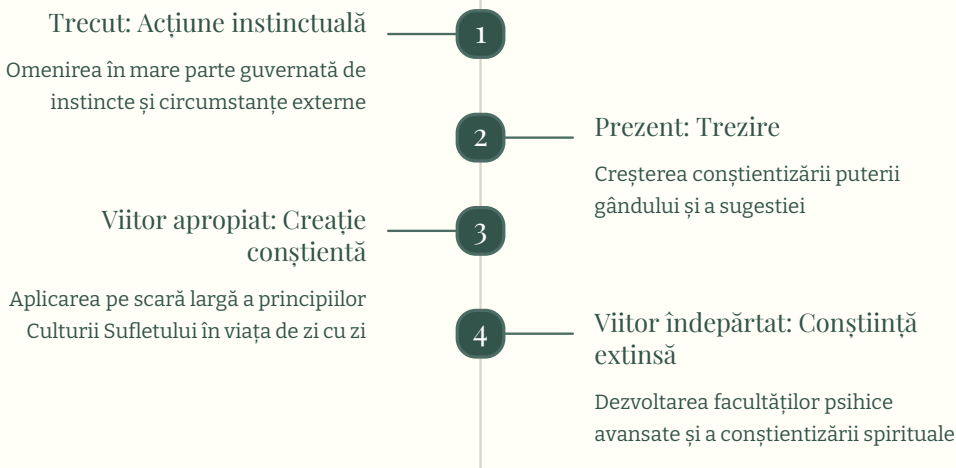 Trecut: Acțiune instinctuală
Omenirea în mare parte guvernată de
instincte și circumstanțe externe
1
2
Prezent: Trezire
Creșterea conștientizării puterii
gândului și a sugestiei
Viitor apropiat: Creație
conștientă
Aplicarea pe scară largă a principiilor
Culturii Sufletului în viața de zi cu zi
3
4
Viitor îndepărtat: Conștiință
extinsă
Dezvoltarea facultăților psihice
avansate și a conștientizării spirituale